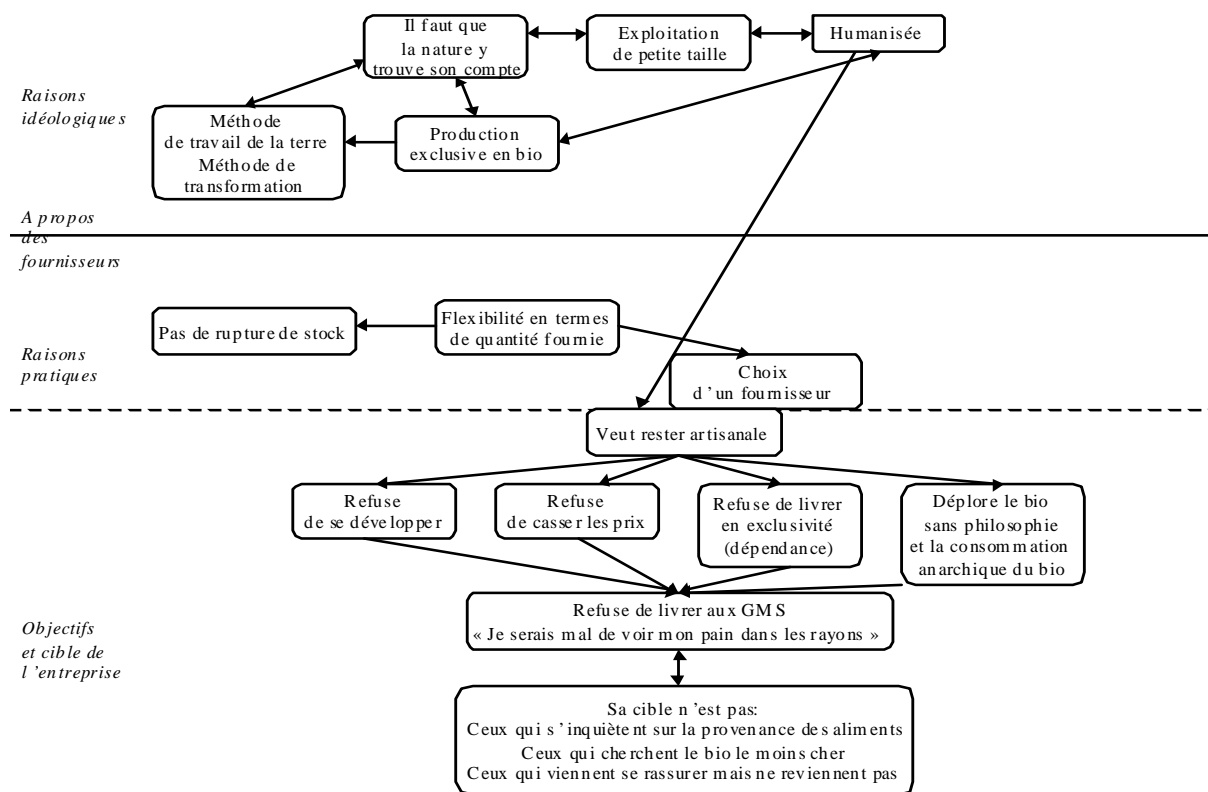 Il faut que
la nature y
trouve son compte
Exploitation
de petite taille
Humanisée
Raisons
idéologiques
Méthode
de travail de la terre
Méthode de
transformation
Production
exclusive en bio
A propos
des
fournisseurs
Pas de rupture de stock
Flexibilité en termes
de quantité fournie
Raisons
pratiques
Choix
d'un fournisseur
Veut rester artisanale
Refuse
de se développer
Refuse
de casser les prix
Refuse de livrer
en exclusivité
(dépendance)
Déplore le bio
sans philosophie
et la consommation
anarchique du bio
Refuse de livrer aux GMS
« Je serais mal de voir mon pain dans les rayons »
Objectifs
et cible de
l'entreprise
Sa cible n'est pas:
Ceux qui s'inquiètent sur la provenance des aliments
Ceux qui cherchent le bio le moins cher
Ceux qui viennent se rassurer mais ne reviennent pas